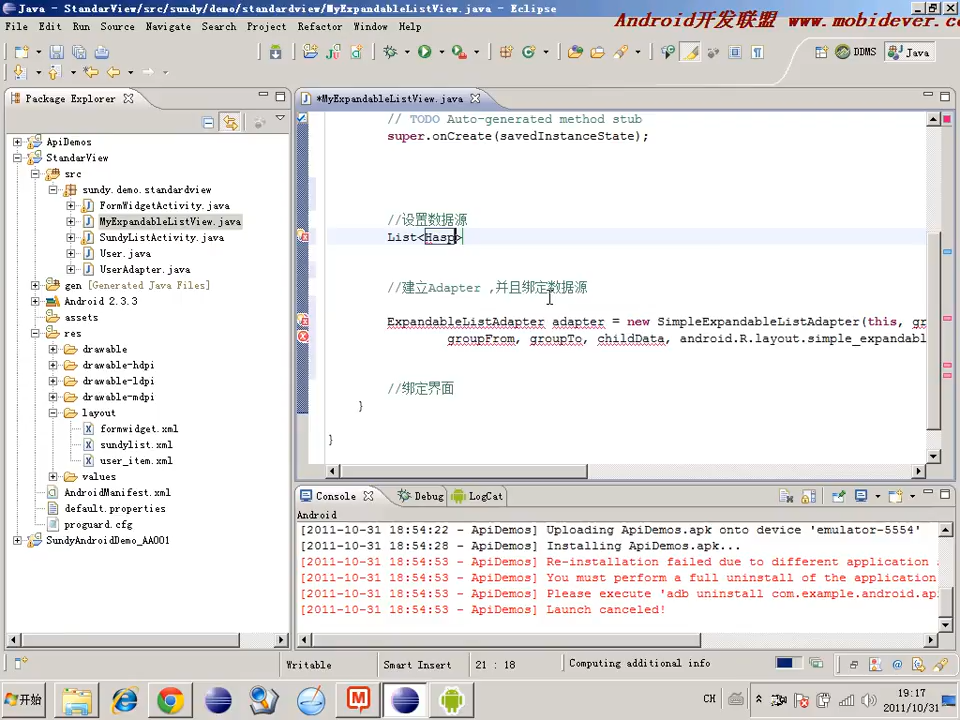 Java - StandarView/src/sundy/demo/standardview/MyExpandableListView.java - Eclipse
Android开发联盟 www.mobidever.com
File Edit Run Source Navigate Search Project Refactor Window Help
DDMS Java
Package Explorer
*MyExpandableListView.java
ApiDemos
StandarView
src
sundy.demo.standardview
FormWidgetActivity.java
MyExpandableListView.java
SundyListActivity.java
User.java
UserAdapter.java
gen [Generated Java Files]
Android 2.3.3
assets
res
drawable
drawable-hdpi
drawable-ldpi
drawable-mdpi
layout
formwidget.xml
sundylist.xml
user_item.xml
values
AndroidManifest.xml
default.properties
proguard.cfg
SundyAndroidDemo_AA001
// TODO Auto-generated method stub
super.onCreate(savedInstanceState);
//设置数据源
List<Hasp>
//建立Adapter ,并且绑定数据源
ExpandableListAdapter adapter = new SimpleExpandableListAdapter(this, gr
groupFrom, groupTo, childData, android.R.layout.simple_expandabl
//绑定界面
}
}
Console Debug LogCat
Android
[2011-10-31 18:54:22 - ApiDemos] Uploading ApiDemos.apk onto device 'emulator-5554'
[2011-10-31 18:54:28 - ApiDemos] Installing ApiDemos.apk...
[2011-10-31 18:54:53 - ApiDemos] Re-installation failed due to different application
[2011-10-31 18:54:53 - ApiDemos] You must perform a full uninstall of the application
[2011-10-31 18:54:53 - ApiDemos] Please execute 'adb uninstall com.example.android.ap
[2011-10-31 18:54:53 - ApiDemos] Launch canceled!
Writable Smart Insert 21 : 18 Computing additional info
开始
CH
19:17
2011/10/31